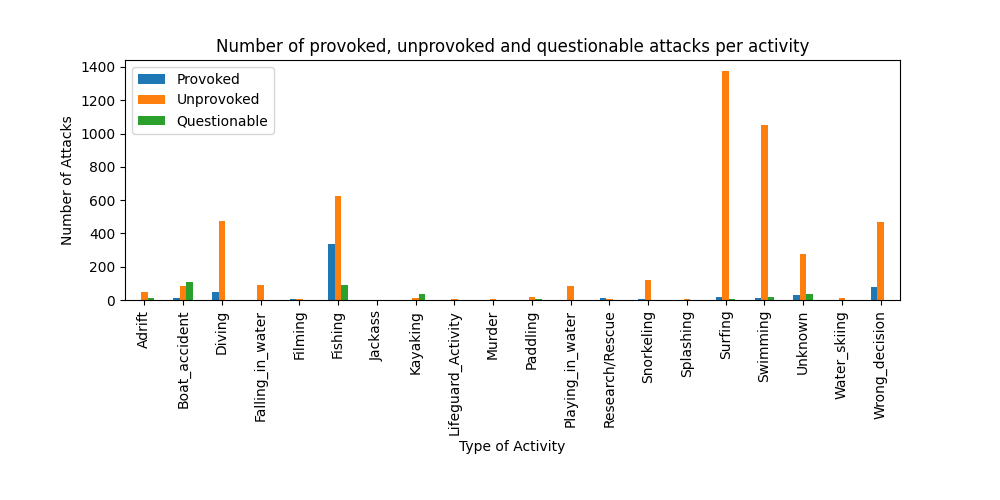 Number of provoked, unprovoked and questionable attacks per activity
Provoked
Unprovoked
Questionable
Number of Attacks
1400
1200
1000
800
600
400
200
0
Adrift
Boat_accident
Diving
Falling_in_water
Filming
Fishing
Jackass
Kayaking
Lifeguard_Activity
Murder
Paddling
Playing_in_water
Research/Rescue
Snorkeling
Splashing
Surfing
Swimming
Unknown
Water_skiing
Wrong_decision
Type of Activity